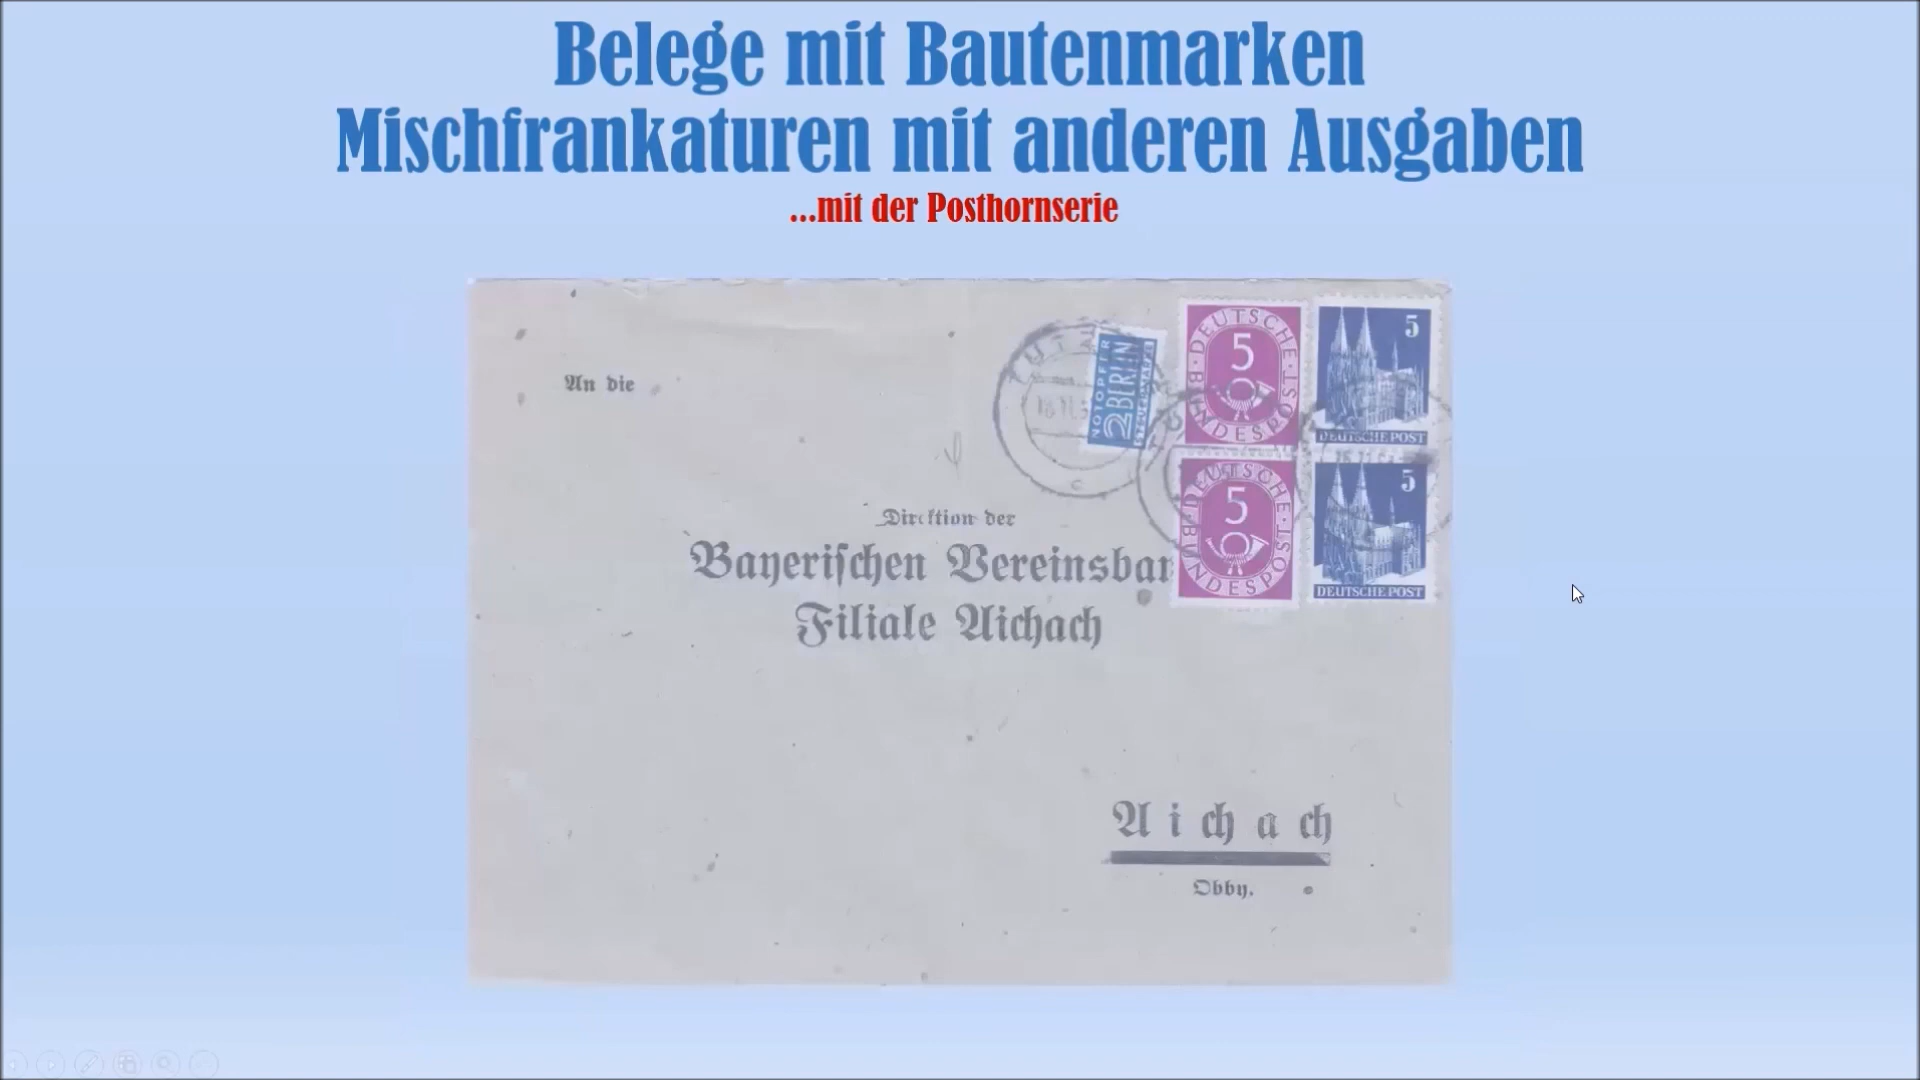 Belege mit Bautenmarken
Mischfrankaturen mit anderen Ausgaben
...mit der Posthornserie
An die
NOTOPFER
2 BERLIN
STEUERMARKE
DEUTSCHE
5
BUNDESPOST
5
DEUTSCHE POST
DEUTSCHE
5
BUNDESPOST
5
DEUTSCHE POST
Direktion der
Bayerischen Vereinsban
Filiale Aichach
Aichach
Obby.